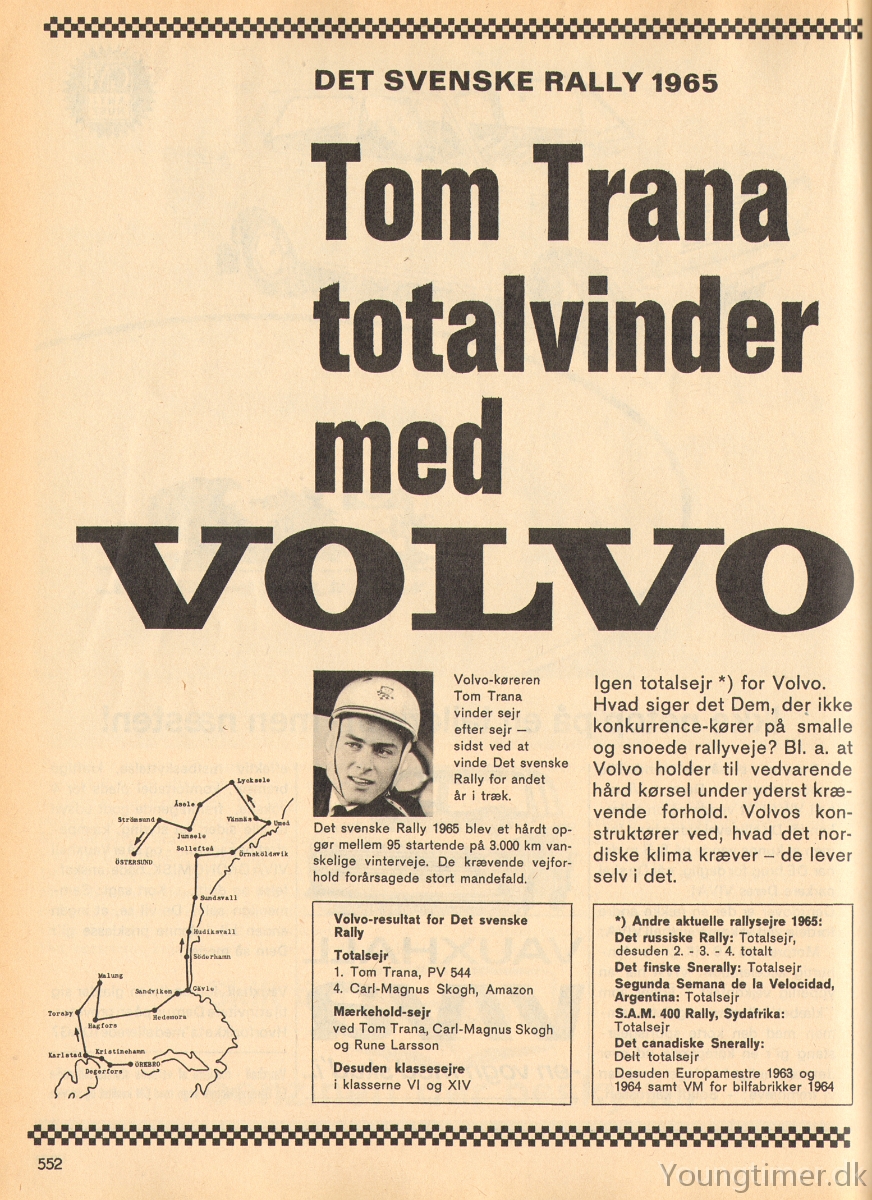 DET SVENSKE RALLY 1965
Tom Trana
totalvinder
med
VOLVO
Volvo-køreren
Tom Trana
vinder sejr
efter sejr –
sidst ved at
vinde Det svenske
Rally for andet
år i træk.
Det svenske Rally 1965 blev et hårdt op-
gør mellem 95 startende på 3.000 km van-
skelige vinterveje. De krævende vejfor-
hold forårsagede stort mandefald.
Igen totalsejr *) for Volvo.
Hvad siger det Dem, der ikke
konkurrence-kører på smalle
og snoede rallyveje? Bl. a. at
Volvo holder til vedvarende
hård kørsel under yderst kræ-
vende forhold. Volvos kon-
struktører ved, hvad det nor-
diske klima kræver – de lever
selv i det.
Lycksele
Åsele
Strömsund
Junsele
Vännäs
Umeå
ÖSTERSUND
Sollefteå
Örnsköldsvik
Sundsvall
Hudiksvall
Söderhamn
Malung
Sandviken
Gävle
Torsby
Hagfors
Hedemora
Karlstad
Kristinehamn
Degerfors
ÖREBRO
Volvo-resultat for Det svenske
Rally
Totalsejr
1. Tom Trana, PV 544
4. Carl-Magnus Skogh, Amazon
Mærkehold-sejr
ved Tom Trana, Carl-Magnus Skogh
og Rune Larsson
Desuden klassesejre
i klasserne VI og XIV
*) Andre aktuelle rallysejre 1965:
Det russiske Rally: Totalsejr,
desuden 2. - 3. - 4. totalt
Det finske Snerally: Totalsejr
Segunda Semana de la Velocidad,
Argentina: Totalsejr
S.A.M. 400 Rally, Sydafrika:
Totalsejr
Det canadiske Snerally:
Delt totalsejr
Desuden Europamestre 1963 og
1964 samt VM for bilfabrikker 1964
552
Youngtimer.dk